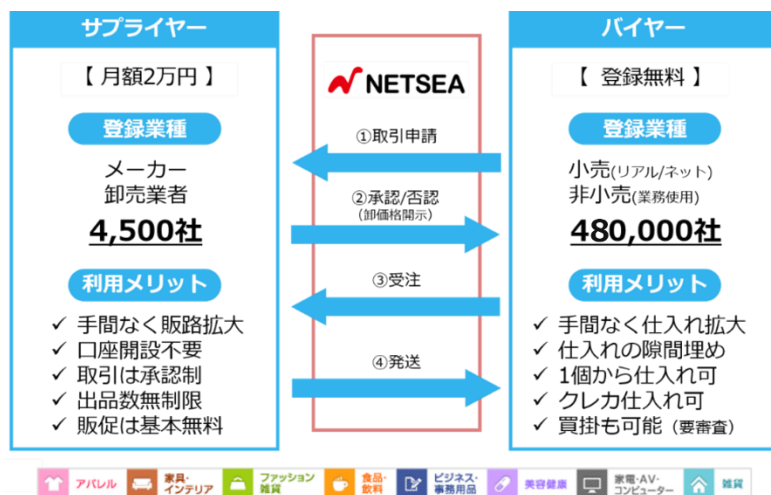 サプライヤー
【 月額2万円 】
登録業種
メーカー
卸売業者
4,500社
利用メリット
✓ 手間なく販路拡大
✓ 口座開設不要
✓ 取引は承認制
✓ 出品数無制限
✓ 販促は基本無料
NETSEA
①取引申請
②承認/否認
(卸価格開示)
③受注
④発送
バイヤー
【 登録無料 】
登録業種
小売(リアル/ネット)
非小売(業務使用)
480,000社
利用メリット
✓ 手間なく仕入れ拡大
✓ 仕入れの隙間埋め
✓ 1個から仕入れ可
✓ クレカ仕入れ可
✓ 買掛も可能（要審査）
アパレル
家具・
インテリア
ファッション
雑貨
食品・
飲料
ビジネス・
事務用品
美容健康
家電・AV・
コンピューター
雑貨